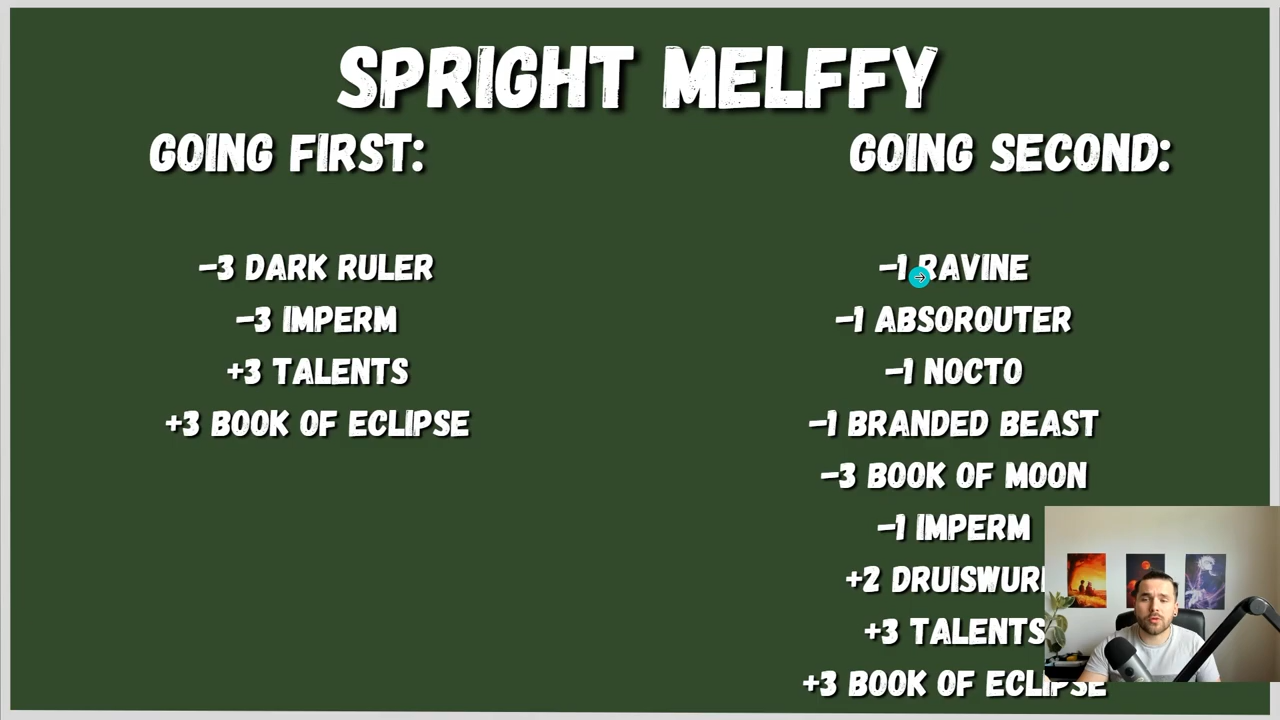 SPRIGHT MELFFY
GOING FIRST:
-3 DARK RULER
-3 IMPERM
+3 TALENTS
+3 BOOK OF ECLIPSE
GOING SECOND:
-1 RAVINE
-1 ABSOROUTER
-1 NOCTO
-1 BRANDED BEAST
-3 BOOK OF MOON
-1 IMPERM
+2
+3 TALENTS
+3 BOOK OF ECLIPSE